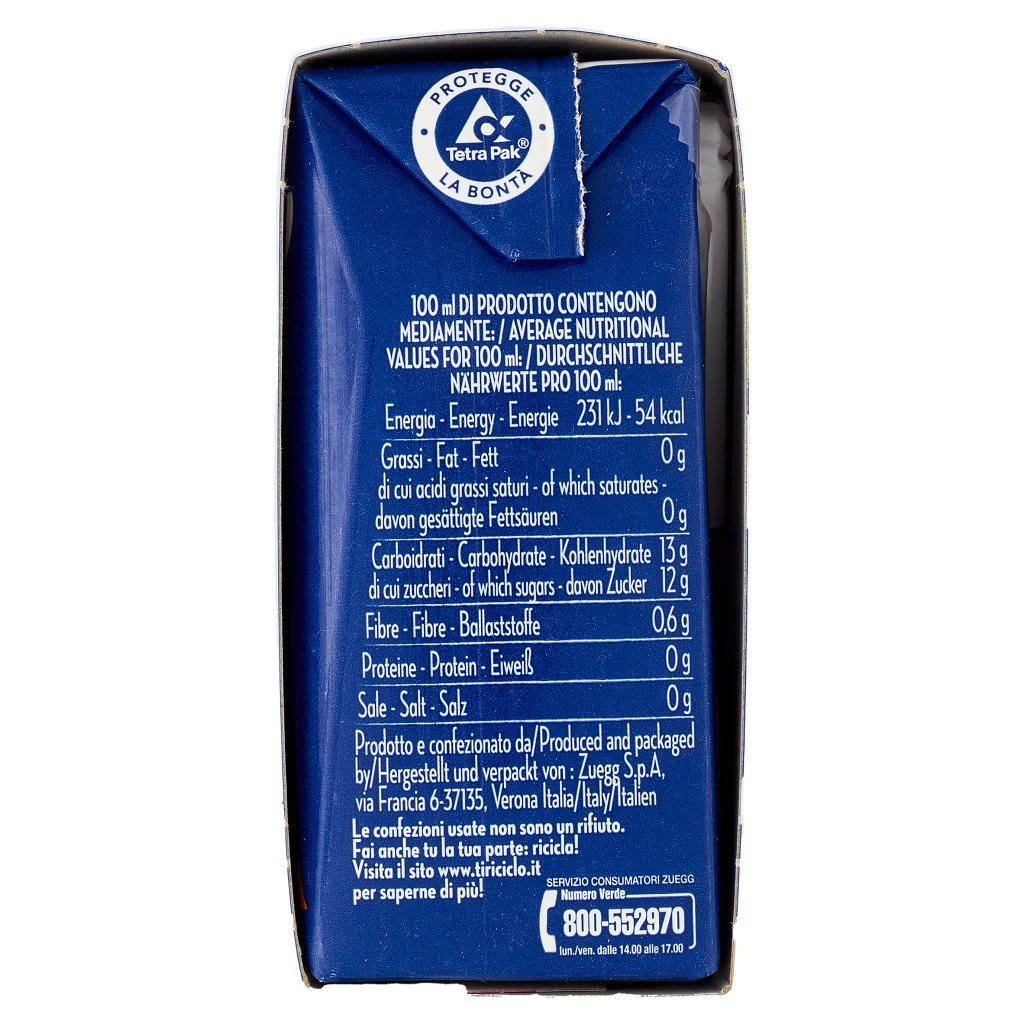 PROTEGGE
Tetra Pak®
LA BONTÀ
100 ml DI PRODOTTO CONTENGONO
MEDIAMENTE: / AVERAGE NUTRITIONAL
VALUES FOR 100 ml: / DURCHSCHNITTLICHE
NÄHRWERTE PRO 100 ml:
Energia - Energy - Energie 231 kJ - 54 kcal
Grassi - Fat - Fett 0 g
di cui acidi grassi saturi - of which saturates -
davon gesättigte Fettsäuren 0 g
Carboidrati - Carbohydrate - Kohlenhydrate 13 g
di cui zuccheri - of which sugars - davon Zucker 12 g
Fibre - Fibre - Ballaststoffe 0,6 g
Proteine - Protein - Eiweiß 0 g
Sale - Salt - Salz 0 g
Prodotto e confezionato da/Produced and packaged
by/Hergestellt und verpackt von : Zuegg S.p.A,
via Francia 6-37135, Verona Italia/Italy/Italien
Le confezioni usate non sono un rifiuto.
Fai anche tu la tua parte: ricicla!
Visita il sito www.tiriciclo.it
per saperne di più!
SERVIZIO CONSUMATORI ZUEGG
Numero Verde
800-552970
lun./ven. dalle 14.00 alle 17.00